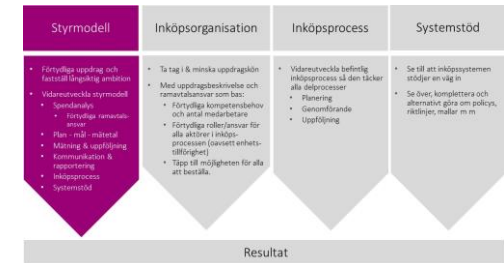 Styrmodell
Förtydliga uppdrag och
fastställ långsiktig ambition
Vidareutveckla styrmodell
Spendanalys
Förtydliga ramavtals-
ansvar
Plan - mål - mätetal
Mätning & uppföljning
Kommunikation &
rapportering
Inköpsprocess
Systemstöd
Inköpsorganisation
Ta tag i & minska uppdragskön
Med uppdragsbeskrivelse och
ramavtalsansvar som bas:
Förtydliga kompetensbehov
och antal medarbetare
Förtydliga roller/ansvar för
alla aktörer i inköps-
processen (oavsett enhets-
tillförighet)
Täpp till möjligheten för alla
att beställa.
Inköpsprocess
Vidareutveckla befintlig
inköpsprocess så den täcker
alla delprocesser
Planering
Genomförande
Uppföljning
Systemstöd
Se till att inköpssystemen
stödjer en väg in
Se över, komplettera och
alternativt göra om policys,
riktlinjer, mallar m m
Resultat